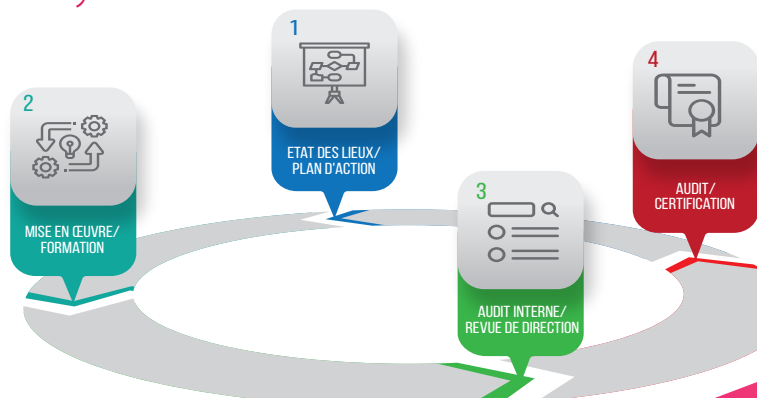 1
ETAT DES LIEUX/
PLAN D'ACTION
2
MISE EN ŒUVRE/
FORMATION
3
AUDIT INTERNE/
REVUE DE DIRECTION
4
AUDIT/
CERTIFICATION